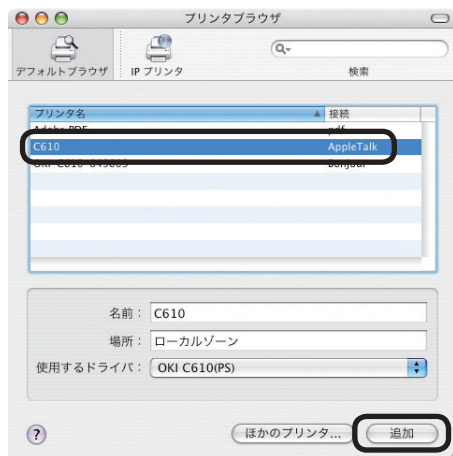 プリンタブラウザ
デフォルトブラウザ IP プリンタ 検索
プリンタ名 接続
Adobe PDF pdf
C610 AppleTalk
Bonjour
名前： C610
場所： ローカルゾーン
使用するドライバ： OKI C610(PS)
? ほかのプリンタ... 追加